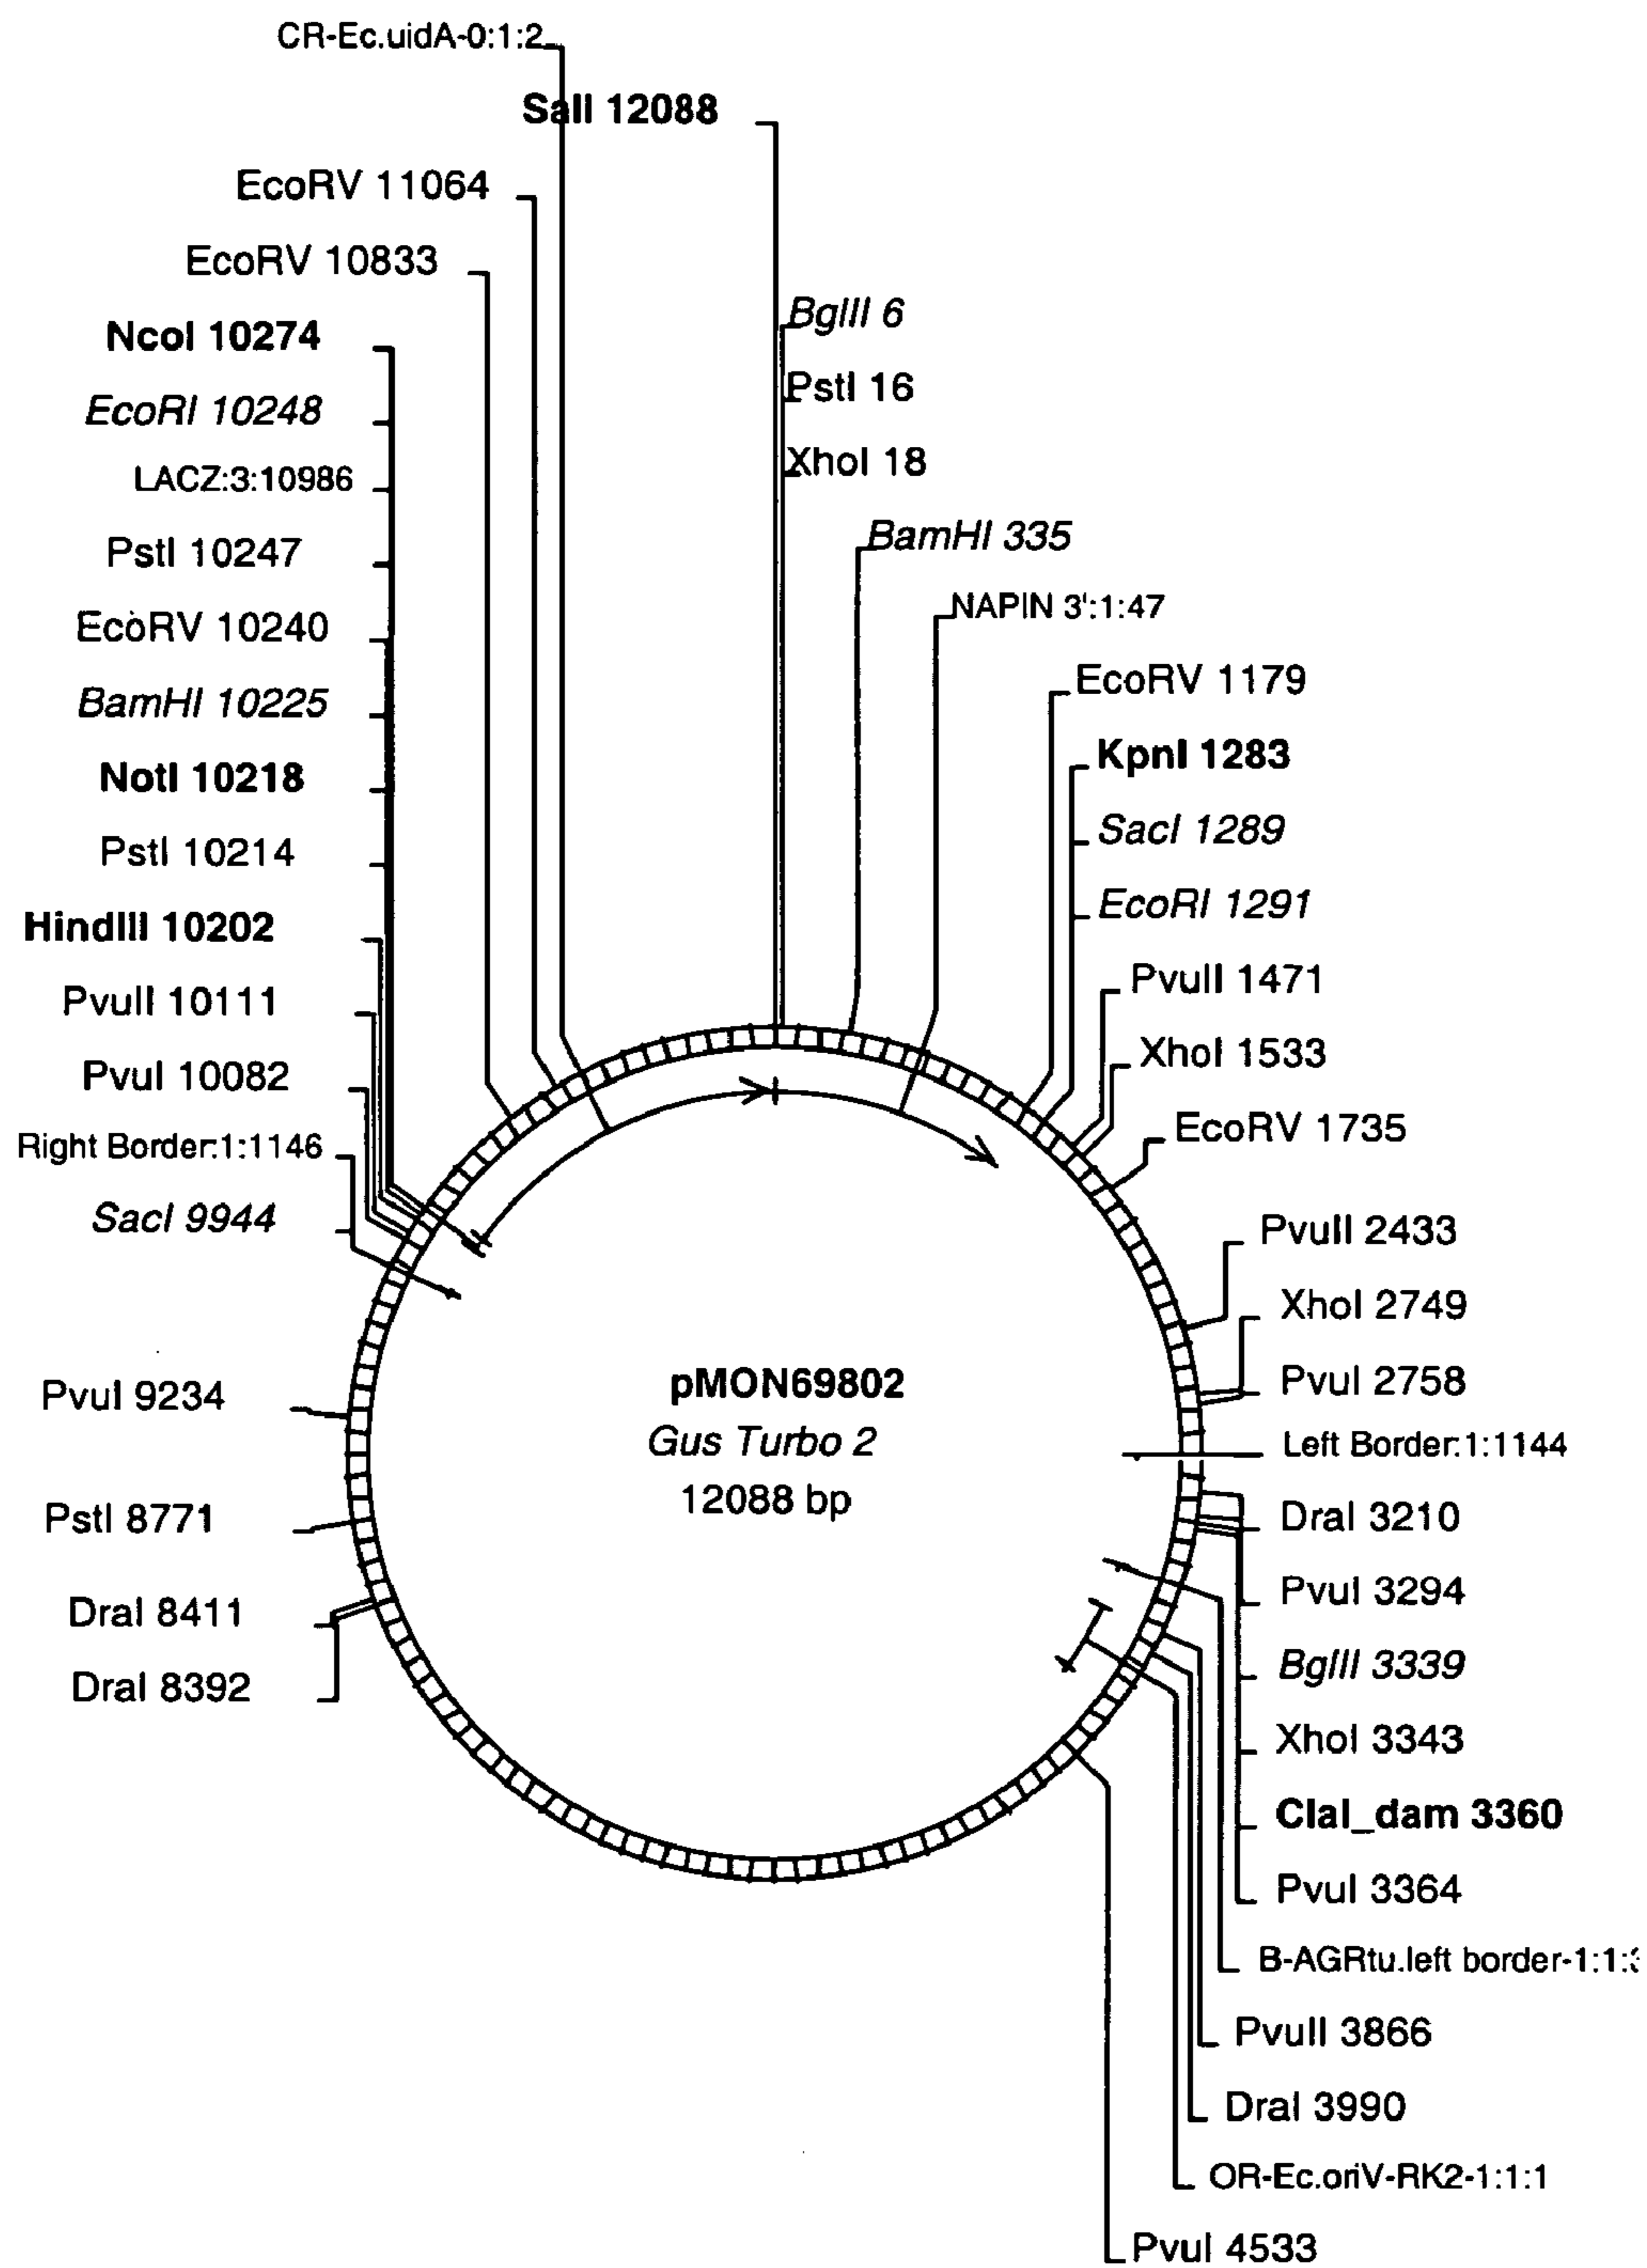 CR-Ec.uidA-0:1:2
SalI 12088
EcoRV 11064
EcoRV 10833
NcoI 10274
EcoRI 10248
LACZ:3:10986
PstI 10247
EcoRV 10240
BamHI 10225
NotI 10218
PstI 10214
HindIII 10202
PvuII 10111
PvuI 10082
Right Border:1:1146
SacI 9944
PvuI 9234
PstI 8771
DraI 8411
DraI 8392
BglII 6
PstI 16
XhoI 18
BamHI 335
NAPIN 3':1:47
EcoRV 1179
KpnI 1283
SacI 1289
EcoRI 1291
PvuII 1471
XhoI 1533
EcoRV 1735
PvuII 2433
XhoI 2749
PvuI 2758
Left Border:1:1144
DraI 3210
PvuI 3294
BglII 3339
XhoI 3343
ClaI_dam 3360
PvuI 3364
B-AGRtu.left border-1:1:
PvuII 3866
DraI 3990
OR-Ec.oriV-RK2-1:1:1
PvuI 4533
pMON69802
Gus Turbo 2
12088 bp